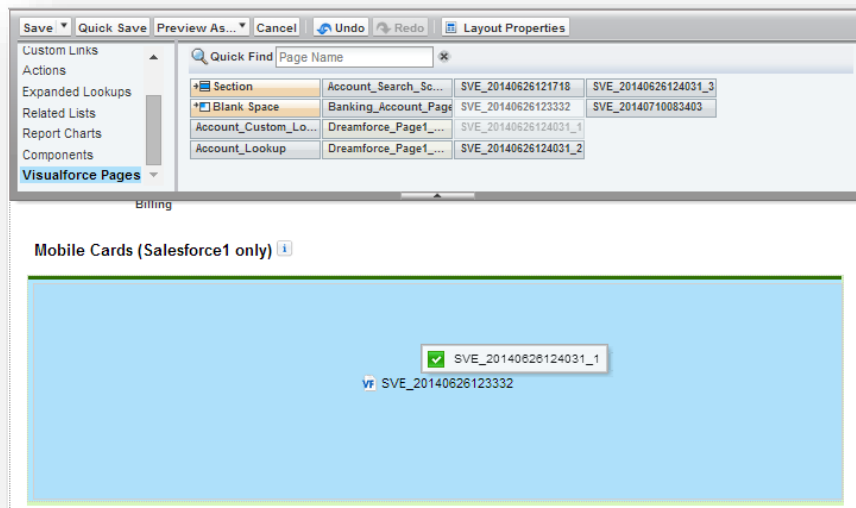 Save Quick Save Preview As... Cancel Undo Redo Layout Properties
Custom Links
Actions
Expanded Lookups
Related Lists
Report Charts
Components
Visualforce Pages
Quick Find Page Name
Section Account_Search_Sc... SVE_20140626121718 SVE_20140626124031_3
Blank Space Banking_Account_Page SVE_20140626123332 SVE_20140710083403
Account_Custom_Lo... Dreamforce_Page1_... SVE_20140626124031_1
Account_Lookup Dreamforce_Page1_... SVE_20140626124031_2
Billing
Mobile Cards (Salesforce1 only) i
SVE_20140626124031_1
VF SVE_20140626123332